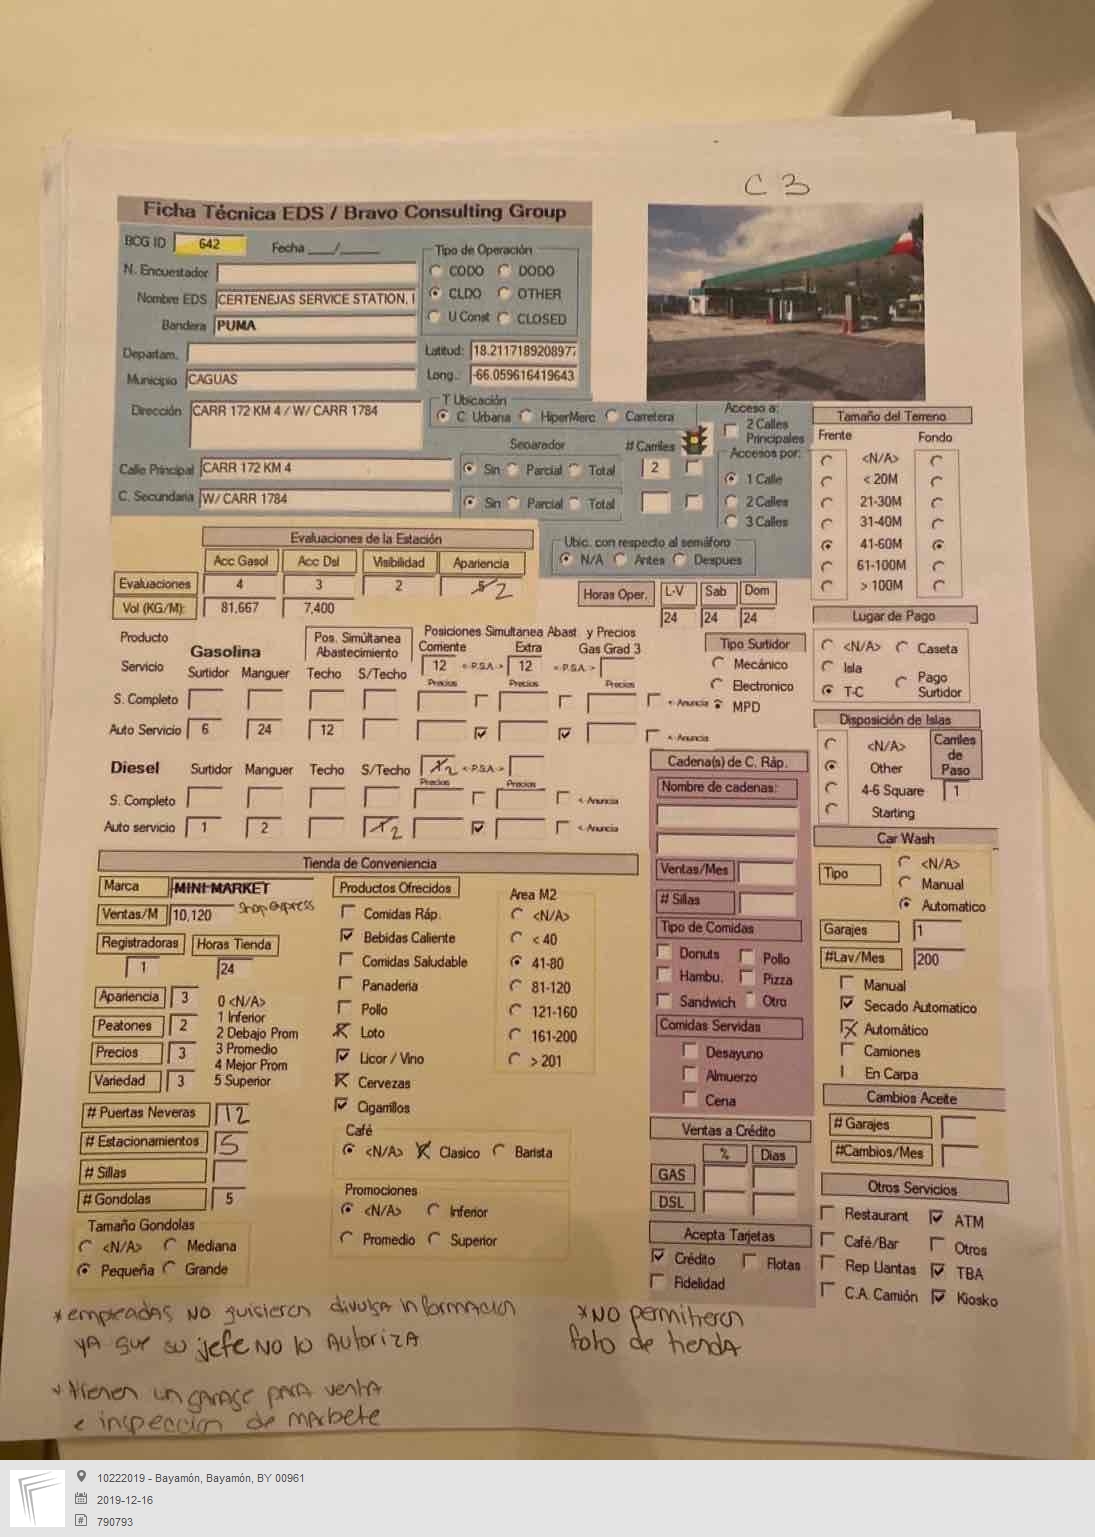 C 3
Ficha Técnica EDS / Bravo Consulting Group
BCG ID 642 Fecha ___/______
N. Encuestador
Nombre EDS CERTENEJAS SERVICE STATION, I
Bandera PUMA
Departam.
Municipio CAGUAS
Dirección CARR 172 KM 4 / W/ CARR 1784
Calle Principal CARR 172 KM 4
C. Secundaria W/ CARR 1784
Tipo de Operación
CODO DODO
CLDO OTHER
U Const CLOSED
Latitud: 18.2117189208977
Long.: -66.059616419643
T Ubicación
C. Urbana HiperMerc Carretera
Separador # Carriles
Sin Parcial Total 2
Sin Parcial Total
Acceso a:
2 Calles
Principales
Accesos por:
1 Calle
2 Calles
3 Calles
Ubic. con respecto al semáforo
N/A Antes Despues
Tamaño del Terreno
Frente Fondo
<N/A>
< 20M
21-30M
31-40M
41-60M
61-100M
> 100M
Evaluaciones de la Estación
Acc Gasol Acc Dsl Visibilidad Apariencia
Evaluaciones 4 3 2 5 2
Vol (KG/M): 81,667 7,400
Horas Oper. L-V Sab Dom
24 24 24
Lugar de Pago
<N/A> Caseta
Isla
T-C Pago
Surtidor
Producto
Servicio
Gasolina
Pos. Simúltanea
Abastecimiento
Posiciones Simultanea Abast y Precios
Corriente Extra Gas Grad 3
12 <-P.S.A-> 12 <-P.S.A->
Surtidor Manguer Techo S/Techo Precios Precios Precios
S. Completo <-Anuncia
Auto Servicio 6 24 12 <-Anuncia
Tipo Surtidor
Mecánico
Electronico
MPD
Diesel Surtidor Manguer Techo S/Techo 2 <-P.S.A->
Precios Precios
S. Completo <-Anuncia
Auto servicio 1 2 2 <-Anuncia
Disposición de Islas
<N/A>
Other
4-6 Square
Starting
Carriles
de
Paso
1
Cadena(s) de C. Ráp.
Nombre de cadenas:
Ventas/Mes
# Sillas
Tipo de Comidas
Donuts Pollo
Hambu. Pizza
Sandwich Otro
Comidas Servidas
Desayuno
Almuerzo
Cena
Car Wash
Tipo
<N/A>
Manual
Automatico
Garajes 1
#Lav/Mes 200
Manual
Secado Automatico
Automático
Camiones
En Carpa
Tienda de Conveniencia
Marca MINI MARKET
Shop express
Ventas/M 10,120
Registradoras Horas Tienda
1 24
Apariencia 3
Peatones 2
Precios 3
Variedad 3
0 <N/A>
1 Inferior
2 Debajo Prom
3 Promedio
4 Mejor Prom
5 Superior
# Puertas Neveras 12
# Estacionamientos 5
# Sillas
# Gondolas 5
Tamaño Gondolas
<N/A> Mediana
Pequeña Grande
Productos Ofrecidos
Comidas Ráp.
Bebidas Caliente
Comidas Saludable
Panaderia
Pollo
Loto
Licor / Vino
Cervezas
Cigarrillos
Area M2
<N/A>
< 40
41-80
81-120
121-160
161-200
> 201
Café
<N/A> Clasico Barista
Promociones
<N/A> Inferior
Promedio Superior
Ventas a Crédito
% Dias
GAS
DSL
Acepta Tarjetas
Crédito Flotas
Fidelidad
Cambios Aceite
# Garajes
#Cambios/Mes
Otros Servicios
Restaurant ATM
Café/Bar Otros
Rep Llantas TBA
C.A. Camión Kiosko
*empleadas NO quisieron divulga informacion
ya que su jefe NO lo Autoriza
*NO permitieron
foto de tienda
*tienen un garage para venta
e inspeccion de marbete
10222019 - Bayamón, Bayamón, BY 00961
2019-12-16
790793